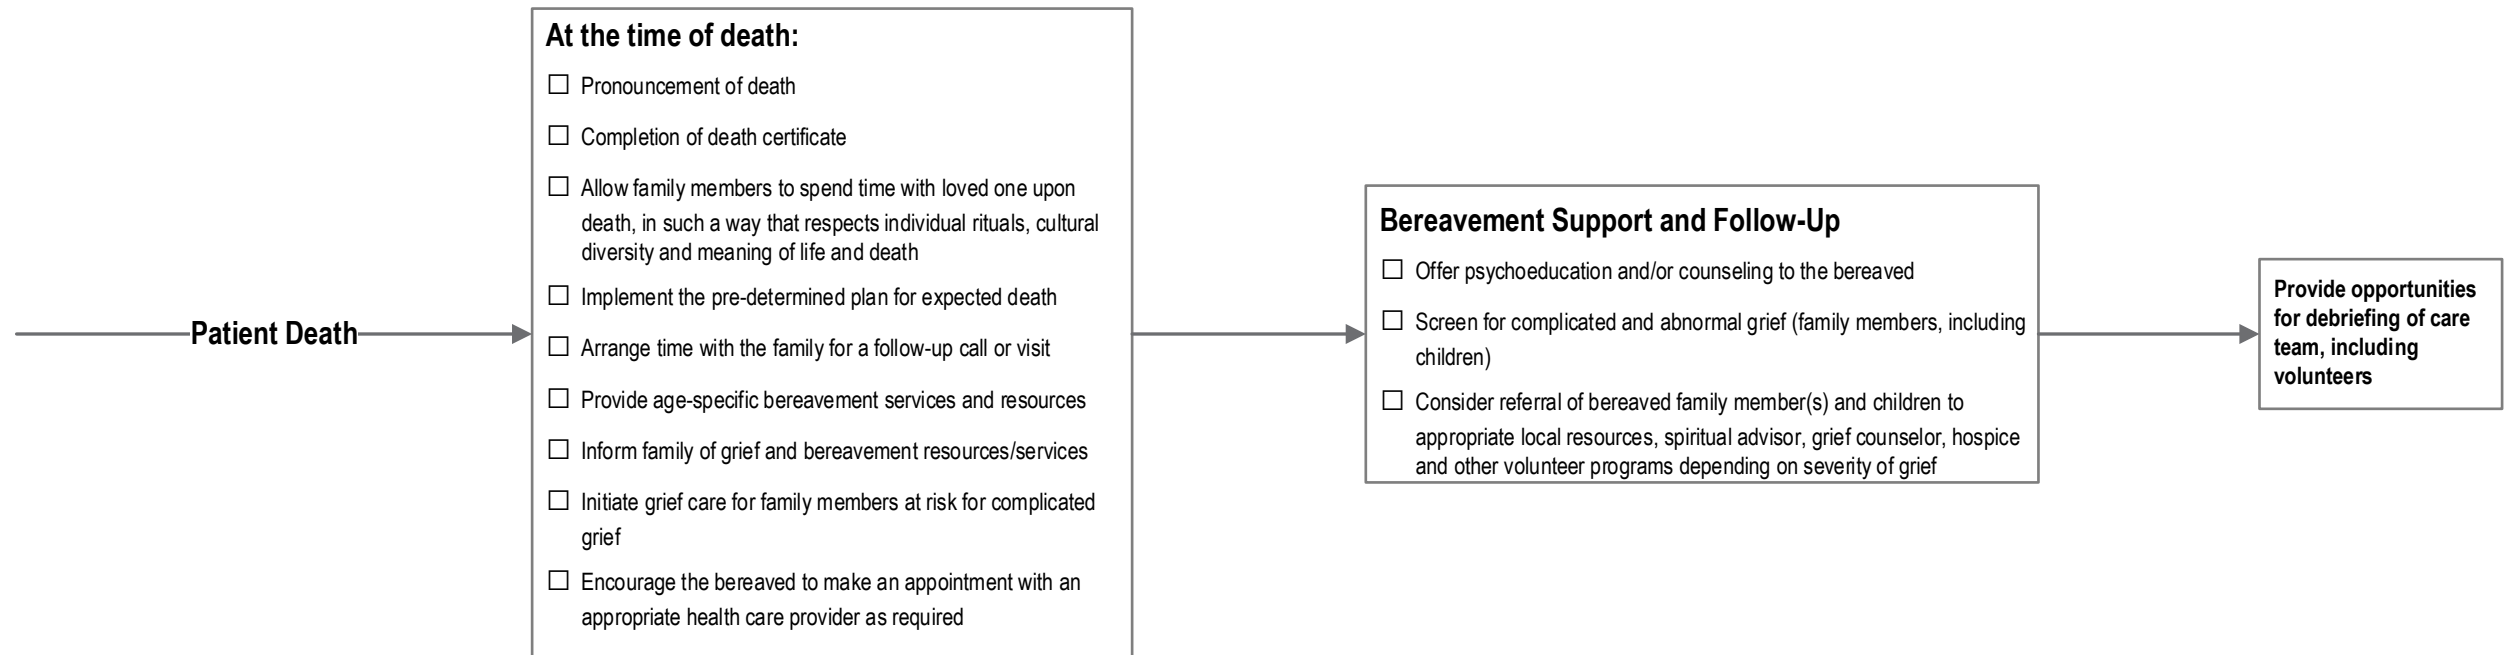 Patient Death
At the time of death:
☐ Pronouncement of death
☐ Completion of death certificate
☐ Allow family members to spend time with loved one upon
death, in such a way that respects individual rituals, cultural
diversity and meaning of life and death
☐ Implement the pre-determined plan for expected death
☐ Arrange time with the family for a follow-up call or visit
☐ Provide age-specific bereavement services and resources
☐ Inform family of grief and bereavement resources/services
☐ Initiate grief care for family members at risk for complicated
grief
☐ Encourage the bereaved to make an appointment with an
appropriate health care provider as required
Bereavement Support and Follow-Up
☐ Offer psychoeducation and/or counseling to the bereaved
☐ Screen for complicated and abnormal grief (family members, including
children)
☐ Consider referral of bereaved family member(s) and children to
appropriate local resources, spiritual advisor, grief counselor, hospice
and other volunteer programs depending on severity of grief
Provide opportunities
for debriefing of care
team, including
volunteers